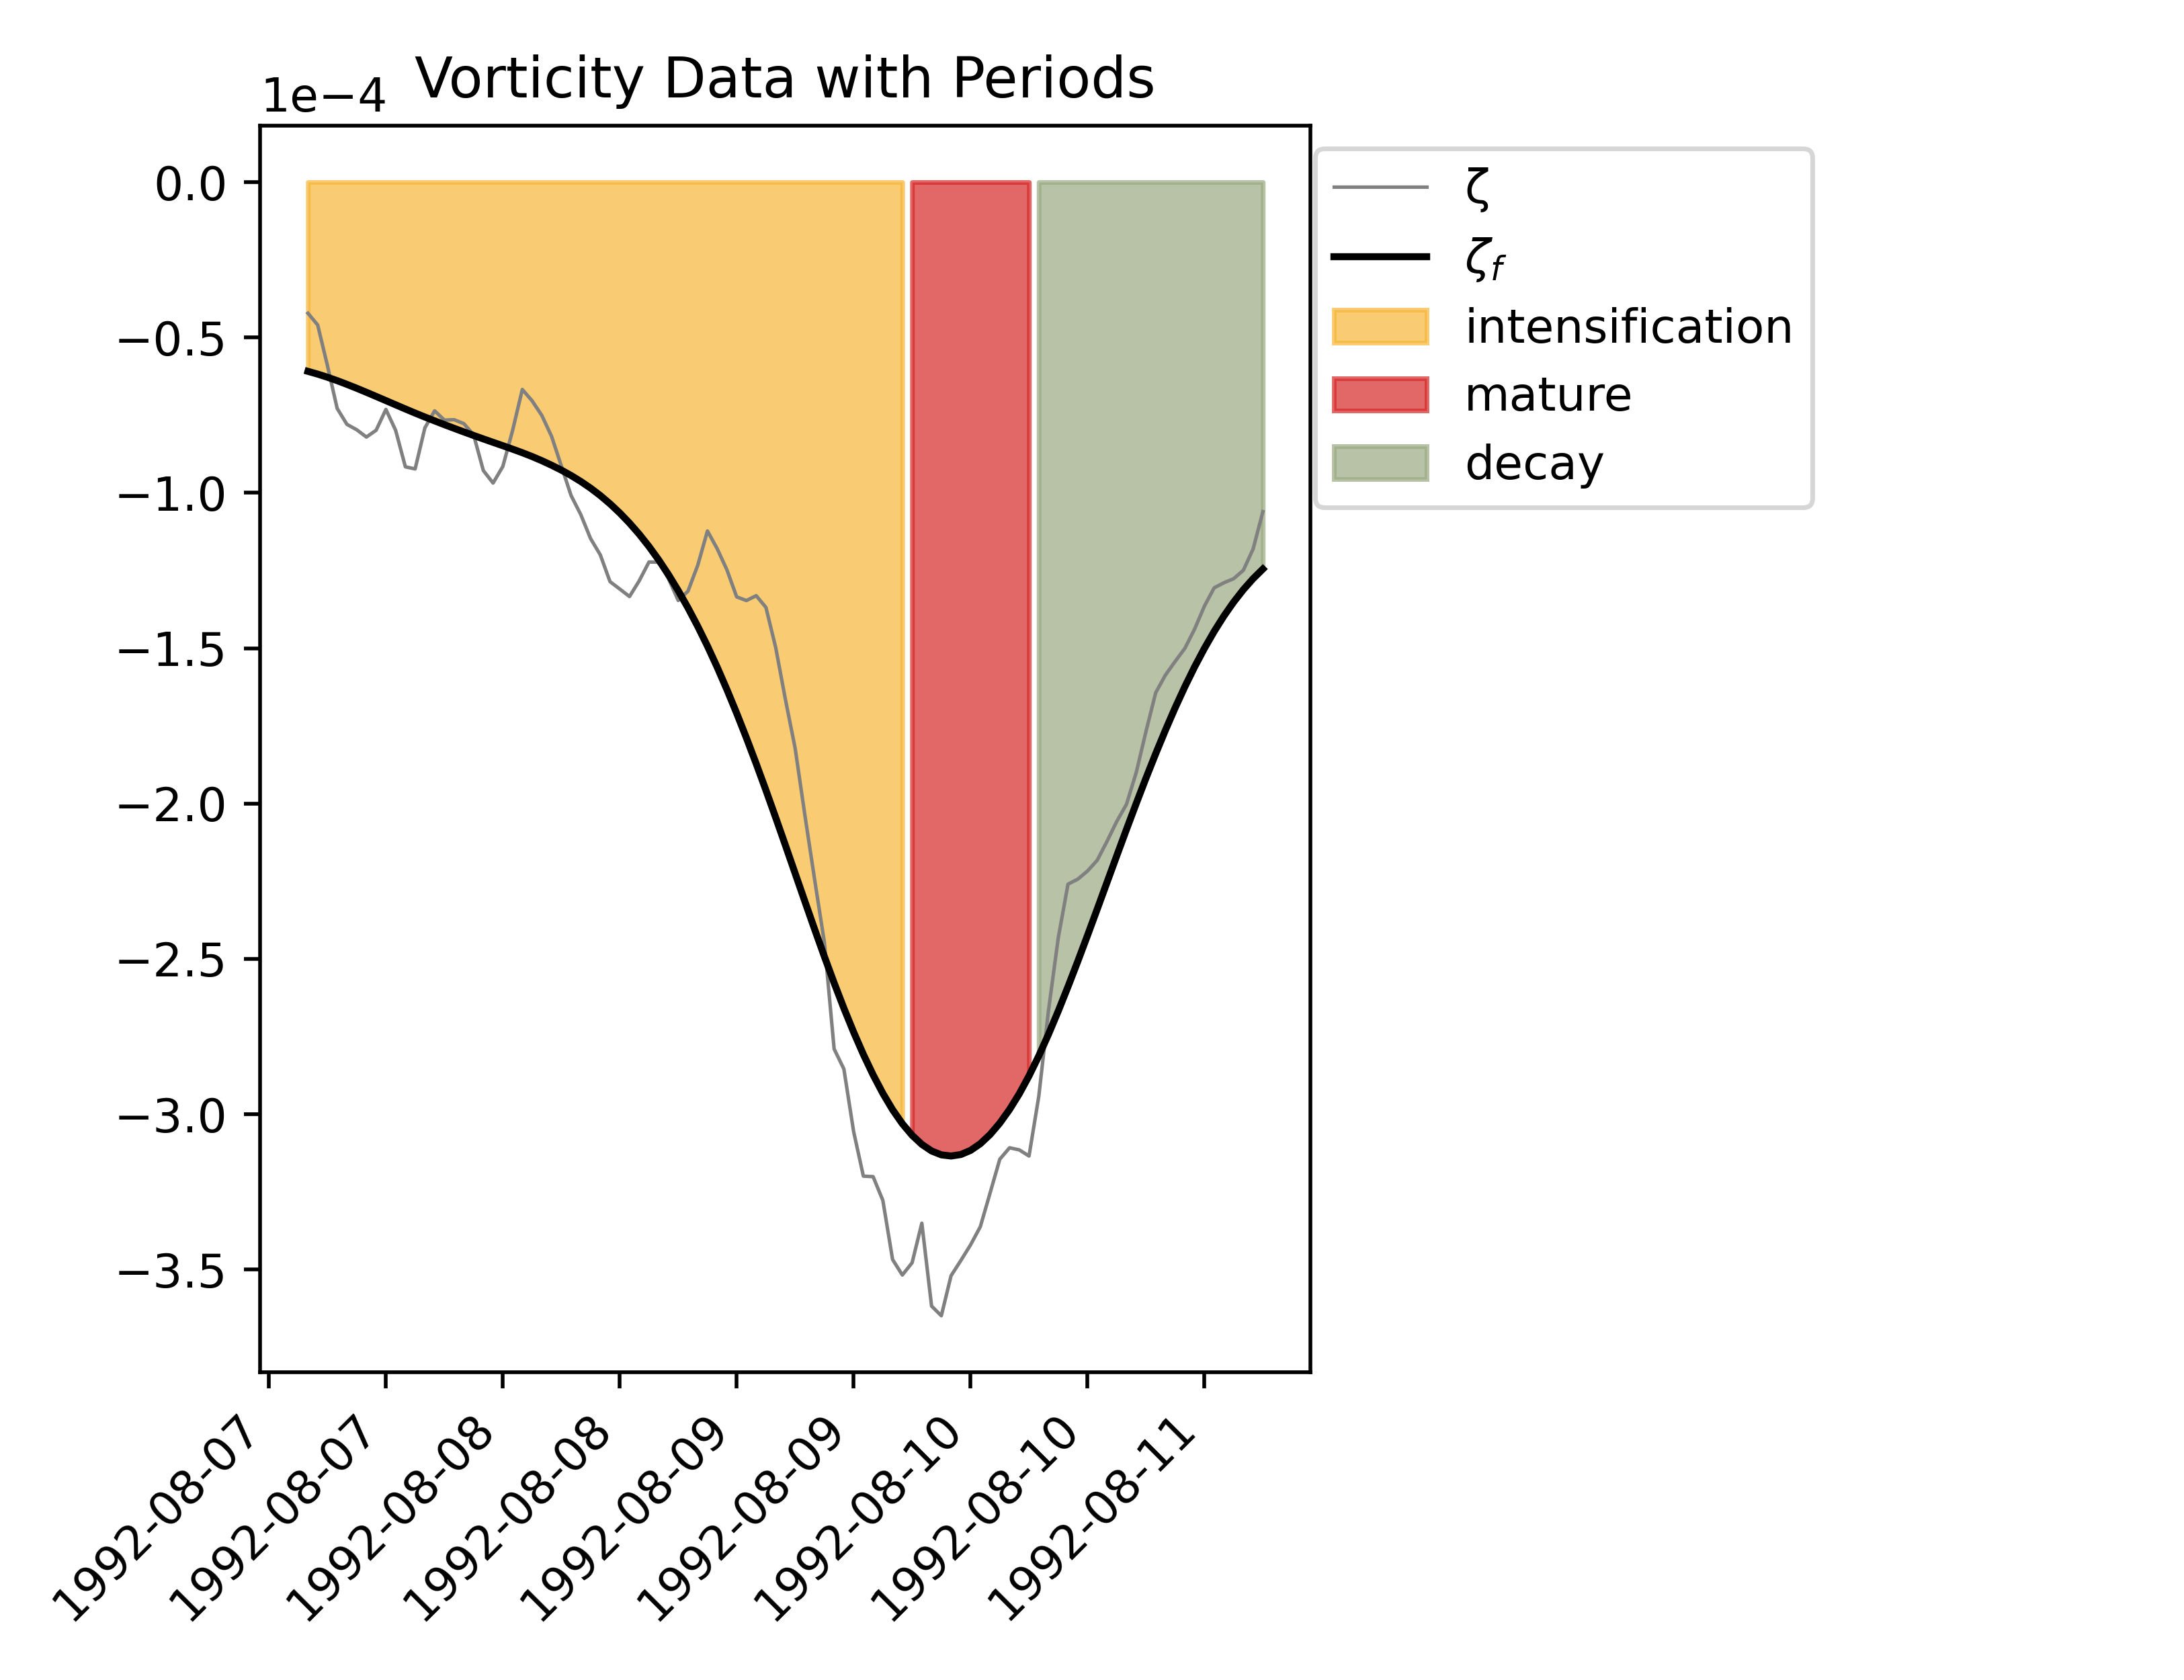 Vorticity Data with Periods
1e−4
0.0
−0.5
−1.0
−1.5
−2.0
−2.5
−3.0
−3.5
1992-08-07
1992-08-07
1992-08-08
1992-08-08
1992-08-09
1992-08-09
1992-08-10
1992-08-10
1992-08-11
ζ
ζf
intensification
mature
decay